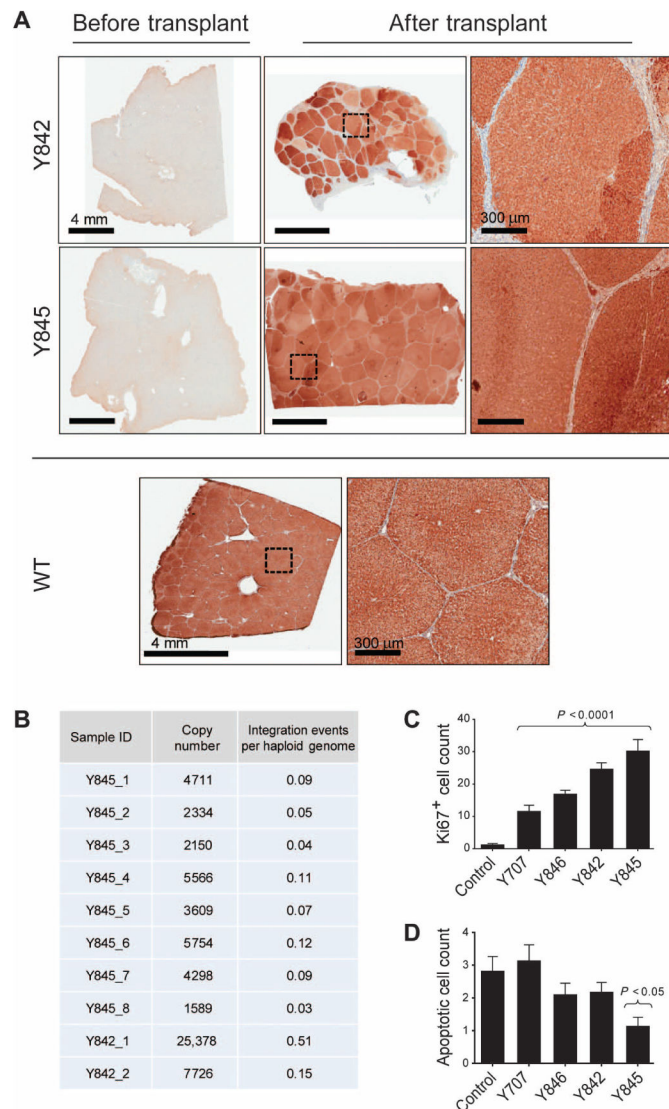 A
Before transplant
After transplant
Y842
4 mm
300 µm
Y845
WT
4 mm
300 µm
B
Sample ID
Copy number
Integration events per haploid genome
Y845_1 4711 0.09
Y845_2 2334 0.05
Y845_3 2150 0.04
Y845_4 5566 0.11
Y845_5 3609 0.07
Y845_6 5754 0.12
Y845_7 4298 0.09
Y845_8 1589 0.03
Y842_1 25,378 0.51
Y842_2 7726 0.15
C
P < 0.0001
Ki67⁺ cell count
40
30
20
10
0
Control
Y707
Y846
Y842
Y845
D
P < 0.05
Apoptotic cell count
4
3
2
1
0
Control
Y707
Y846
Y842
Y845